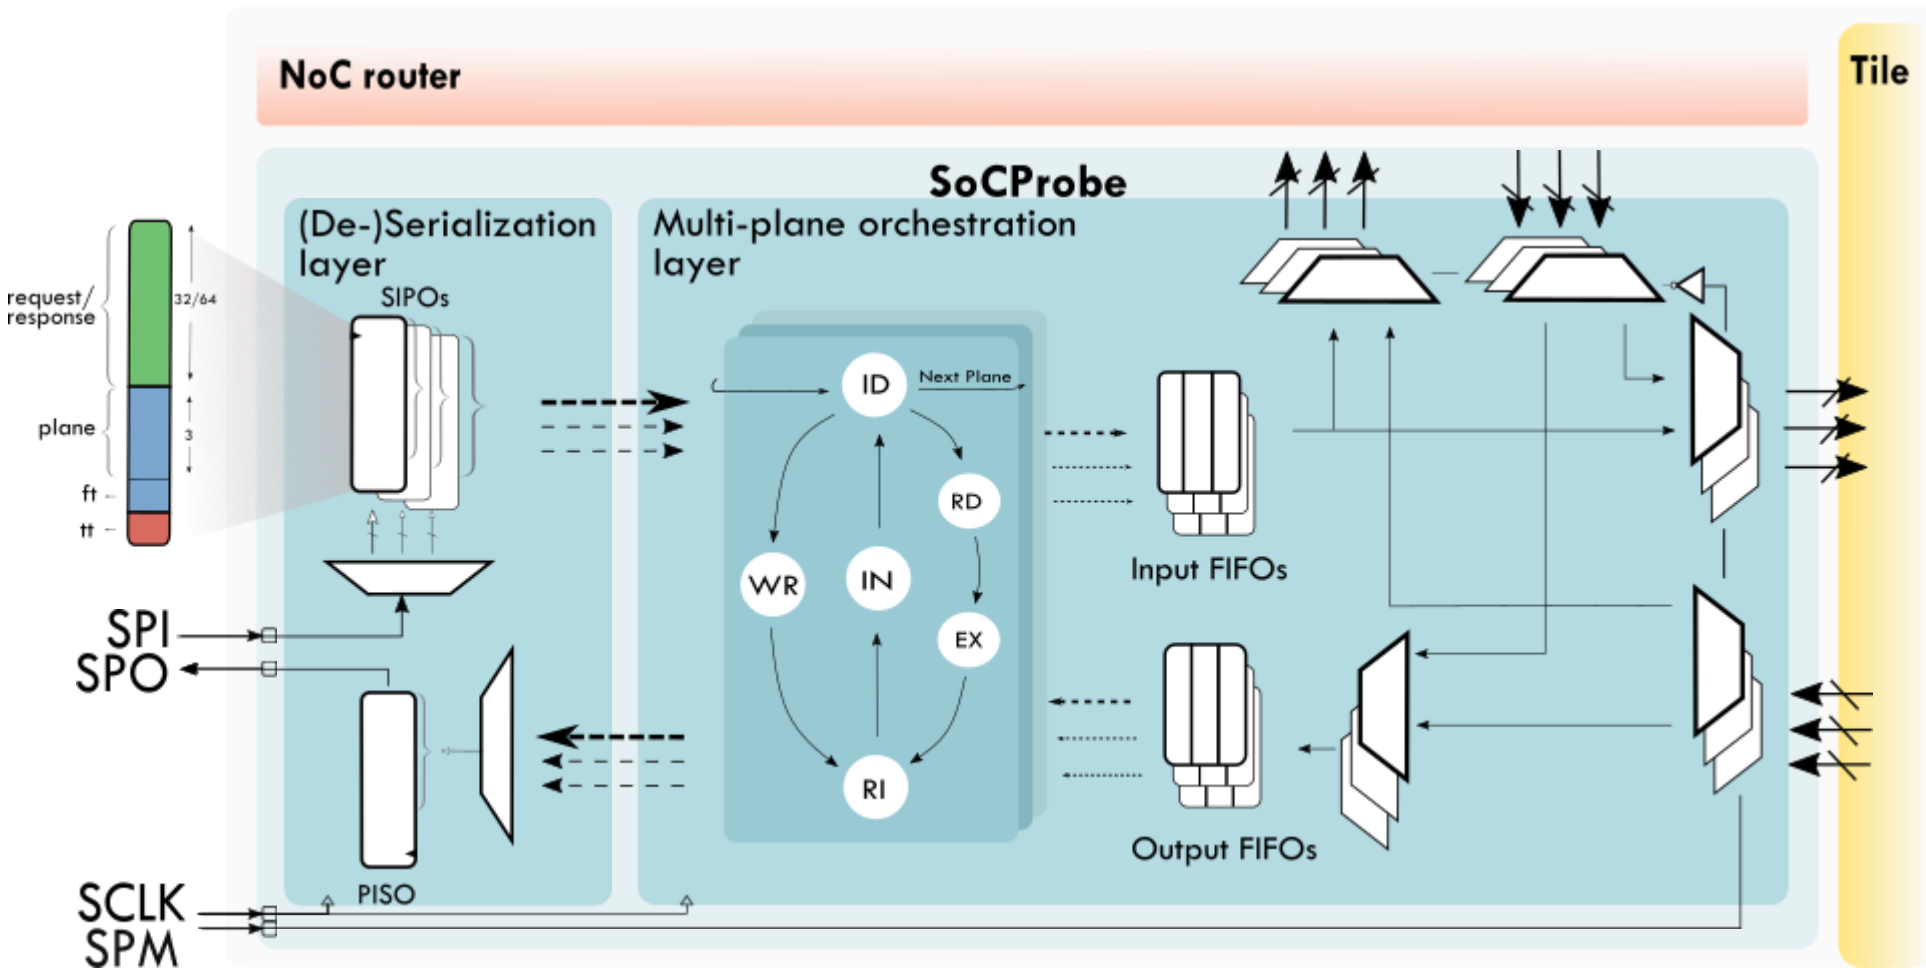 NoC router
Tile
SoCProbe
(De-)Serialization
layer
Multi-plane orchestration
layer
SIPOs
request/
response
32/64
plane
3
ft
tt
ID
Next Plane
RD
WR
IN
EX
RI
Input FIFOs
Output FIFOs
SPI
SPO
PISO
SCLK
SPM